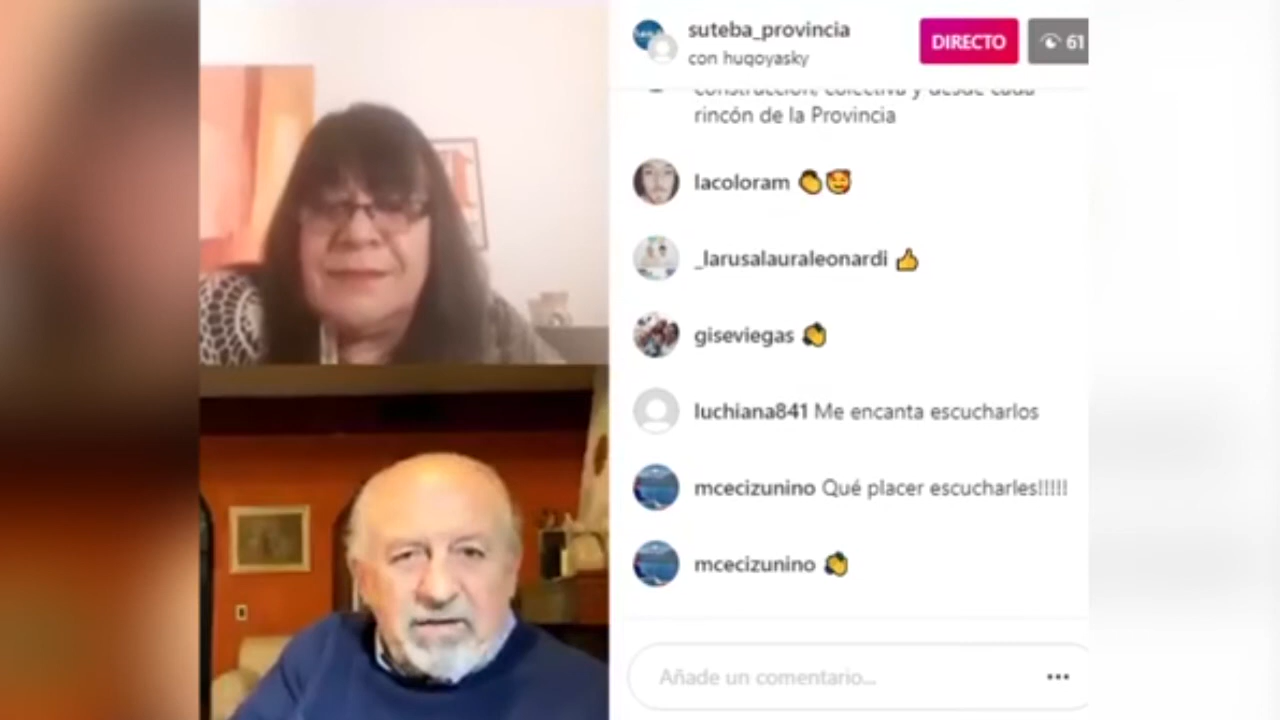 suteba_provincia
con hugoyasky
DIRECTO
61
construcción, colectiva y desde cada
rincón de la Provincia
lacoloram
_larusalauraleonardi
giseviegas
luchiana841 Me encanta escucharlos
mcecizunino Qué placer escucharles!!!!!
mcecizunino
Añade un comentario...